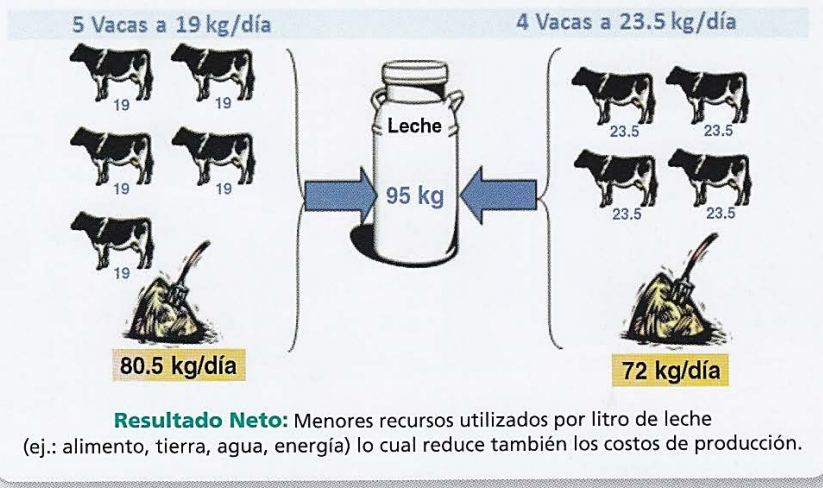 5 Vacas a 19 kg/día
4 Vacas a 23.5 kg/día
19
19
19
19
19
Leche
95 kg
23.5
23.5
23.5
23.5
80.5 kg/día
72 kg/día
Resultado Neto: Menores recursos utilizados por litro de leche
(ej.: alimento, tierra, agua, energía) lo cual reduce también los costos de producción.